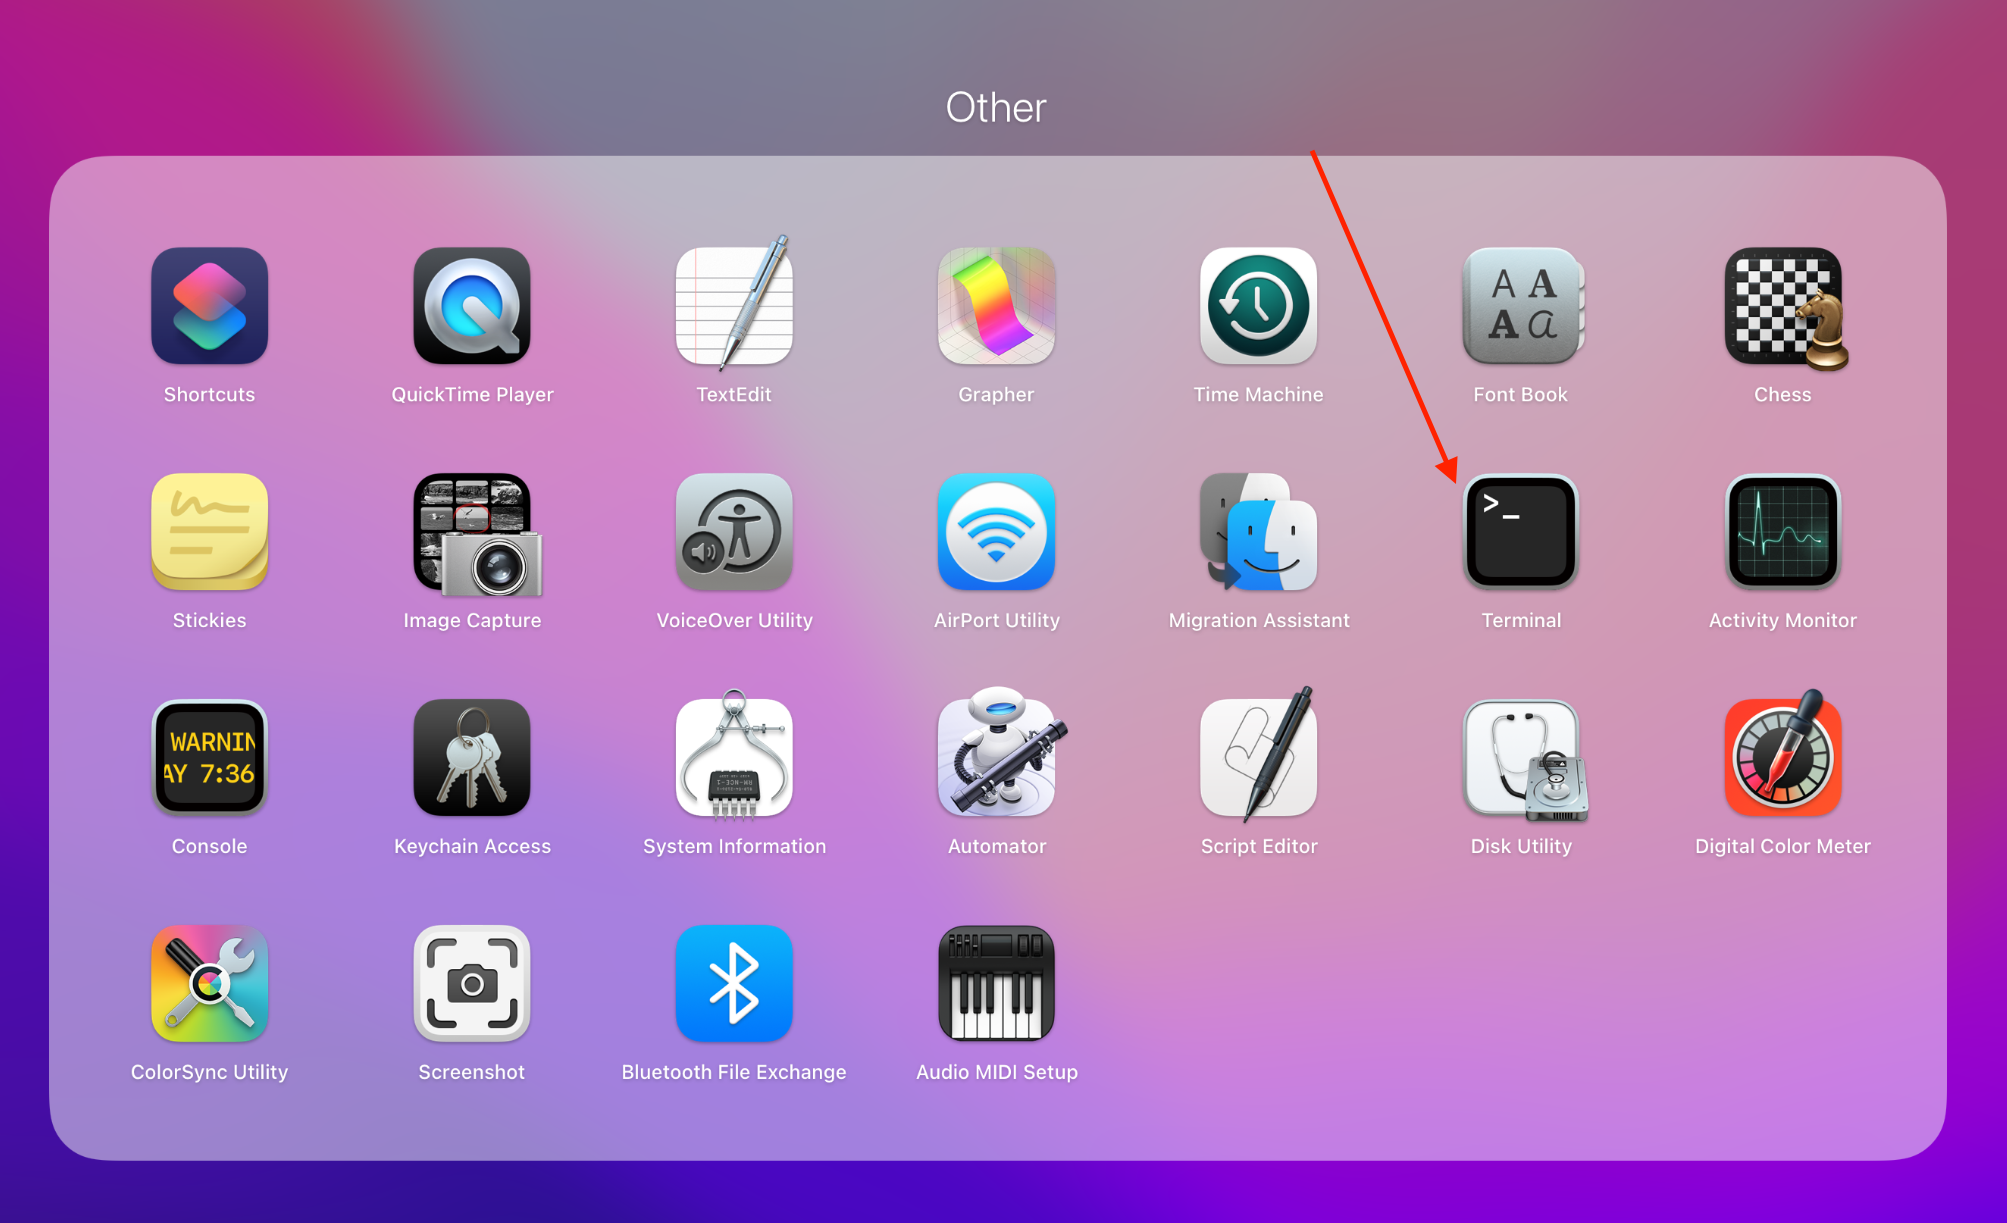 Other
A A
A a
Shortcuts QuickTime Player TextEdit Grapher Time Machine Font Book Chess
>_
Stickies Image Capture VoiceOver Utility AirPort Utility Migration Assistant Terminal Activity Monitor
WARNIN
AY 7:36
Console Keychain Access System Information Automator Script Editor Disk Utility Digital Color Meter
ColorSync Utility Screenshot Bluetooth File Exchange Audio MIDI Setup